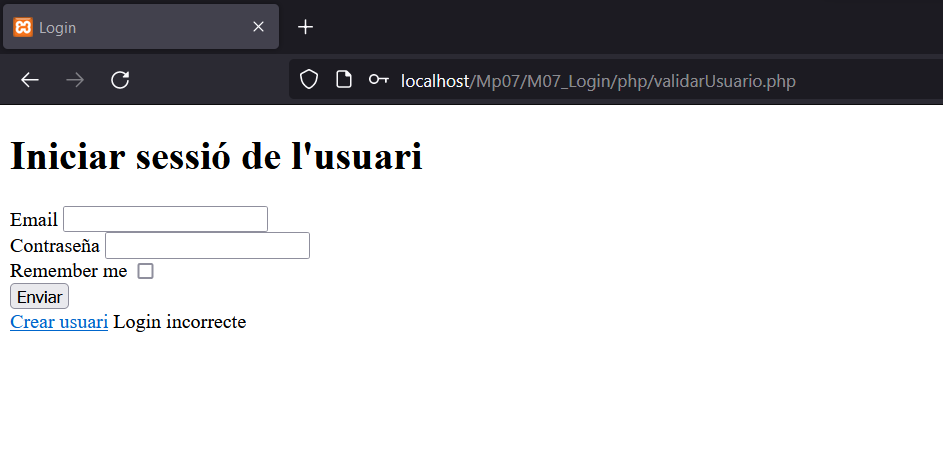 Login
localhost/Mp07/M07_Login/php/validarUsuario.php
Iniciar sessió de l'usuari
Email
Contraseña
Remember me
Enviar
Crear usuari Login incorrecte